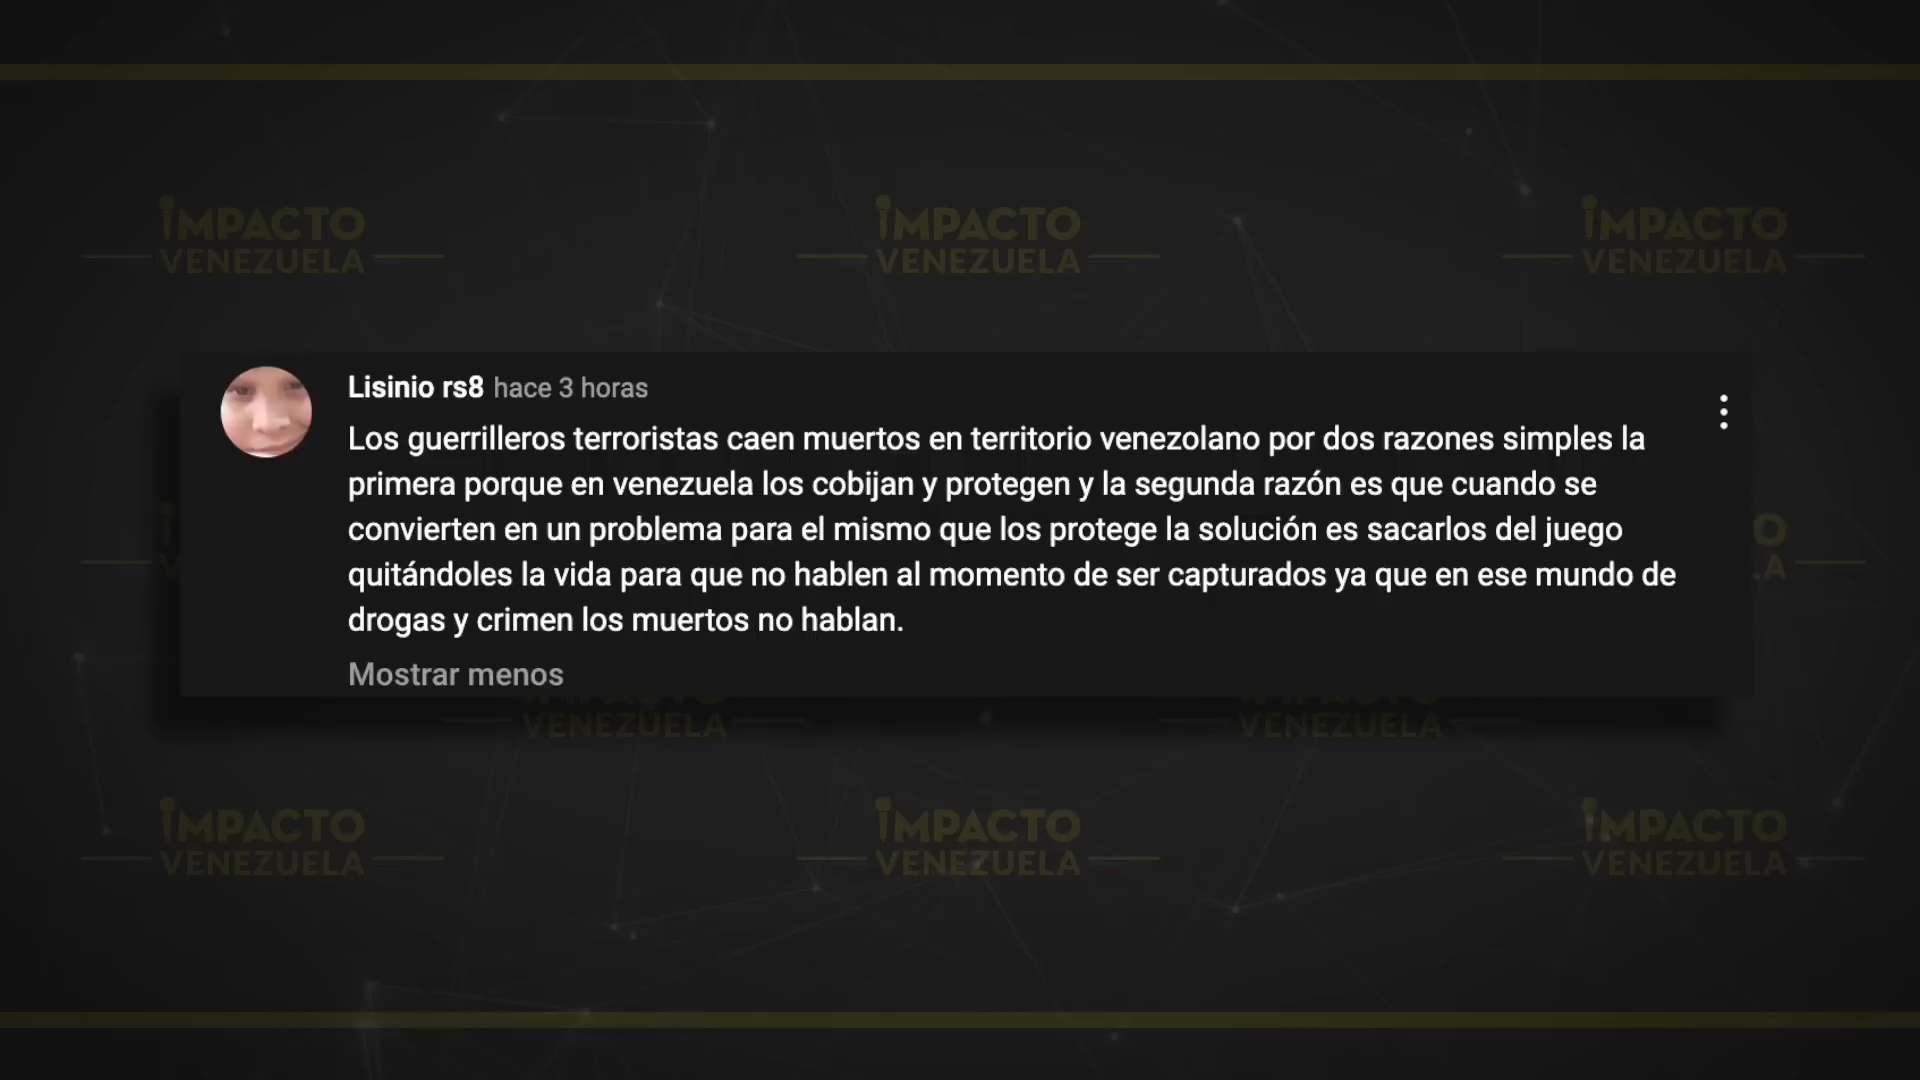 IMPACTO
VENEZUELA
IMPACTO
VENEZUELA
IMPACTO
VENEZUELA
Lisinio rs8 hace 3 horas
Los guerrilleros terroristas caen muertos en territorio venezolano por dos razones simples la
primera porque en venezuela los cobijan y protegen y la segunda razón es que cuando se
convierten en un problema para el mismo que los protege la solución es sacarlos del juego
quitándoles la vida para que no hablen al momento de ser capturados ya que en ese mundo de
drogas y crimen los muertos no hablan.
Mostrar menos
VENEZUELA
VENEZUELA
IMPACTO
VENEZUELA
IMPACTO
VENEZUELA
IMPACTO
VENEZUELA